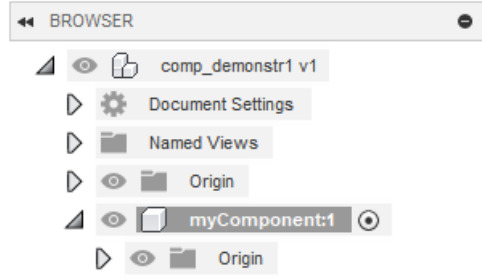 BROWSER
comp_demonstr1 v1
Document Settings
Named Views
Origin
myComponent:1
Origin